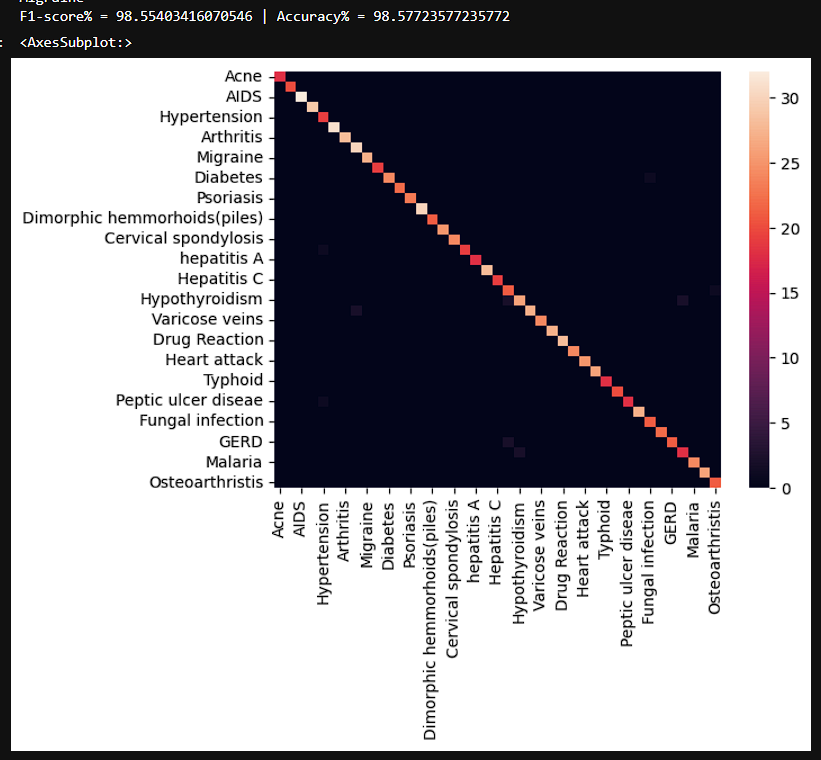 Migraine
F1-score% = 98.55403416070546 | Accuracy% = 98.57723577235772
: <AxesSubplot:>
Acne
AIDS
Hypertension
Arthritis
Migraine
Diabetes
Psoriasis
Dimorphic hemmorhoids(piles)
Cervical spondylosis
hepatitis A
Hepatitis C
Hypothyroidism
Varicose veins
Drug Reaction
Heart attack
Typhoid
Peptic ulcer diseae
Fungal infection
GERD
Malaria
Osteoarthristis
30
25
20
15
10
5
0
Acne
AIDS
Hypertension
Arthritis
Migraine
Diabetes
Psoriasis
Dimorphic hemmorhoids(piles)
Cervical spondylosis
hepatitis A
Hepatitis C
Hypothyroidism
Varicose veins
Drug Reaction
Heart attack
Typhoid
Peptic ulcer diseae
Fungal infection
GERD
Malaria
Osteoarthristis